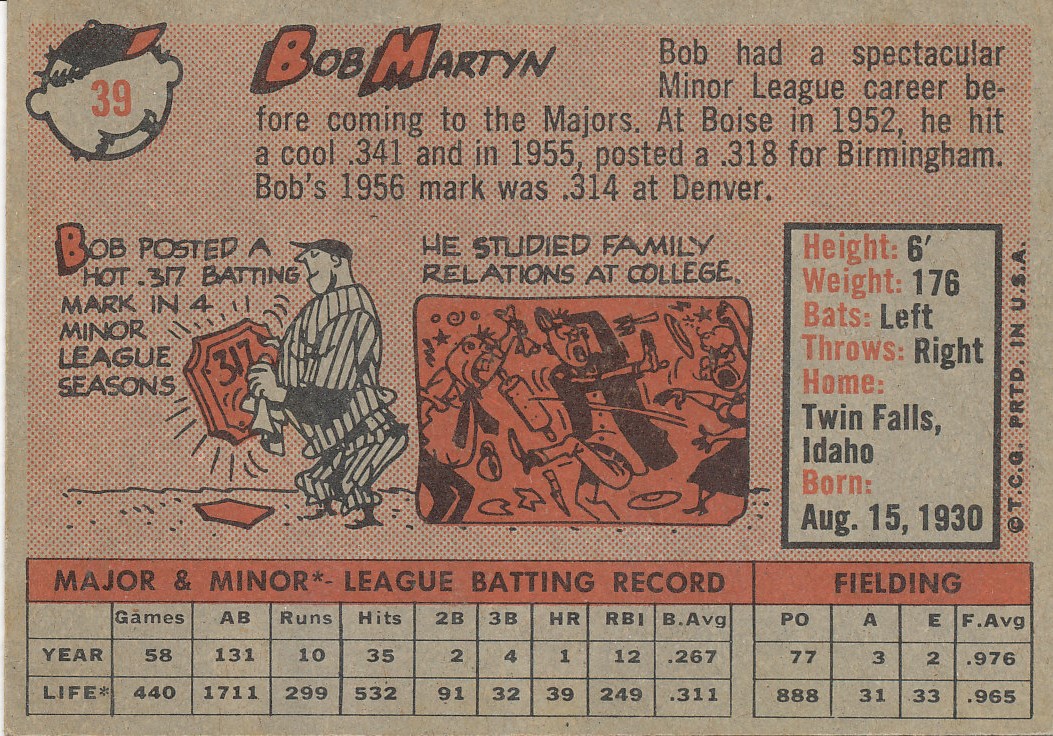 39
Bob Martyn
Bob had a spectacular
Minor League career be-
fore coming to the Majors. At Boise in 1952, he hit
a cool .341 and in 1955, posted a .318 for Birmingham.
Bob's 1956 mark was .314 at Denver.
BOB POSTED A
HOT .317 BATTING
MARK IN 4
MINOR
LEAGUE
SEASONS
.317
HE STUDIED FAMILY
RELATIONS AT COLLEGE.
Height: 6'
Weight: 176
Bats: Left
Throws: Right
Home:
Twin Falls,
Idaho
Born:
Aug. 15, 1930
© T.C.G. PRTD. IN U.S.A.
MAJOR & MINOR*- LEAGUE BATTING RECORD FIELDING
Games AB Runs Hits 2B 3B HR RBI B.Avg PO A E F.Avg
YEAR 58 131 10 35 2 4 1 12 .267 77 3 2 .976
LIFE* 440 1711 299 532 91 32 39 249 .311 888 31 33 .965